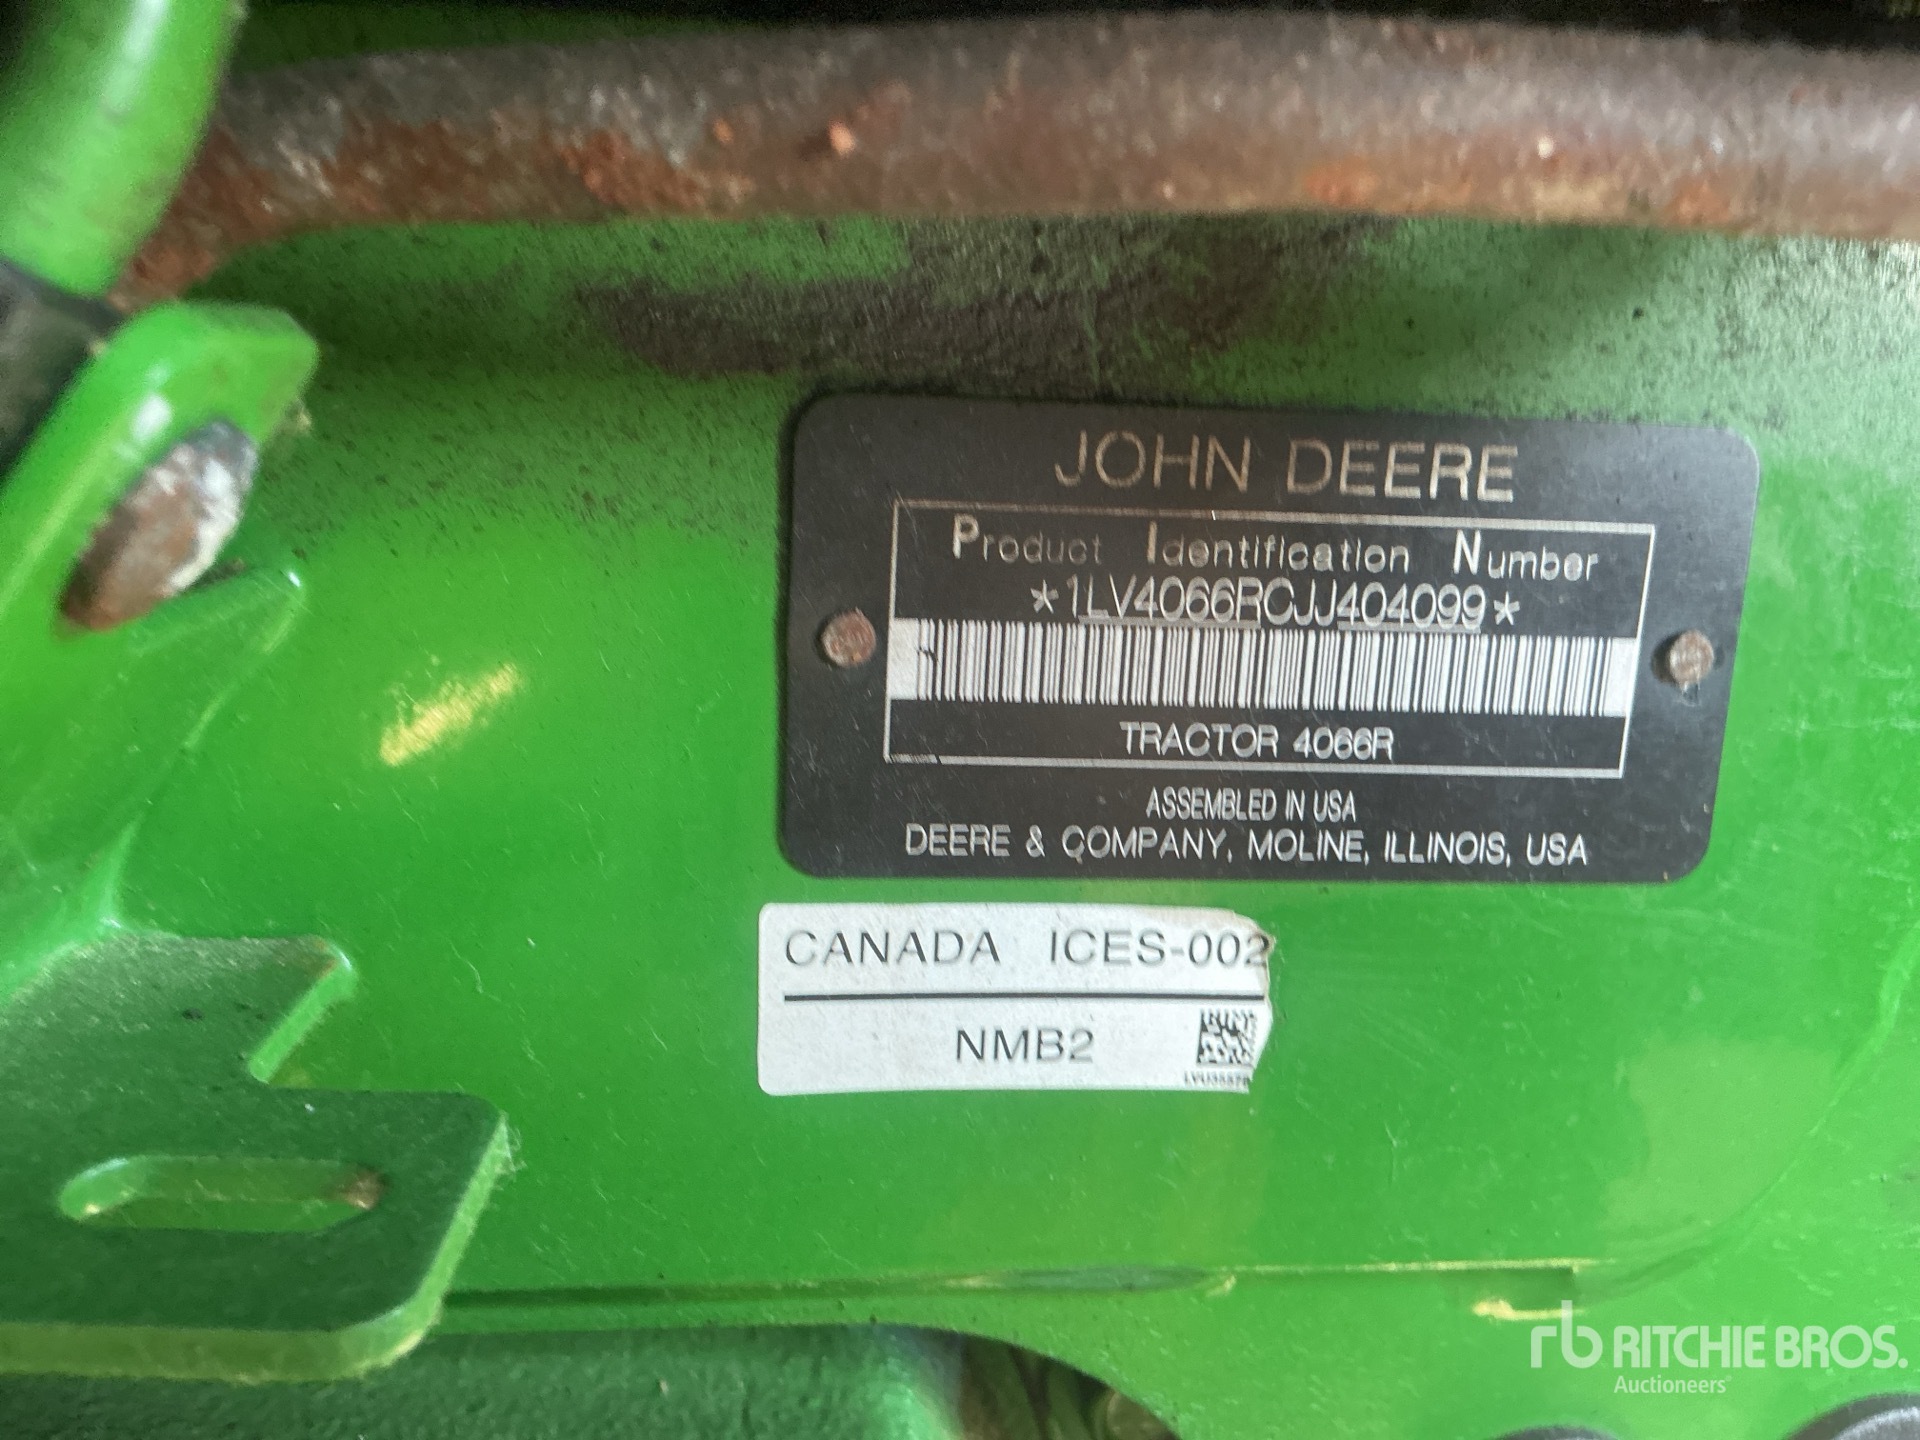 JOHN DEERE
Product Identification Number
*1LV4066RCJJ404099*
TRACTOR 4066R
ASSEMBLED IN USA
DEERE & COMPANY, MOLINE, ILLINOIS, USA
CANADA ICES-002
NMB2
rb RITCHIE BROS.
Auctioneers